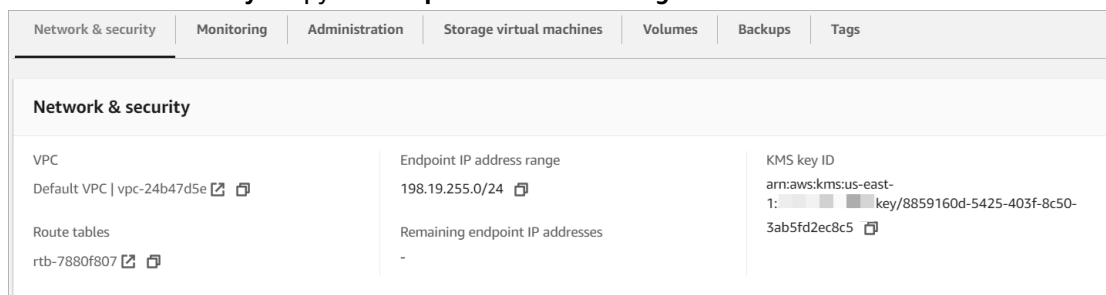 Network & security Monitoring Administration Storage virtual machines Volumes Backups Tags
Network & security
VPC
Default VPC | vpc-24b47d5e
Route tables
rtb-7880f807
Endpoint IP address range
198.19.255.0/24
Remaining endpoint IP addresses
-
KMS key ID
arn:aws:kms:us-east-
1: key/8859160d-5425-403f-8c50-
3ab5fd2ec8c5